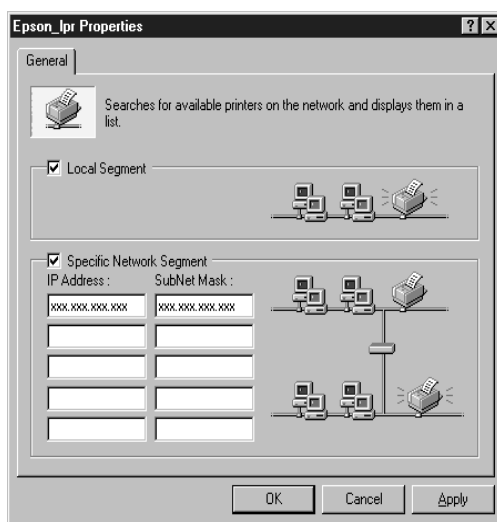 Epson_lpr Properties
General
Searches for available printers on the network and displays them in a
list.
Local Segment
Specific Network Segment
IP Address : SubNet Mask :
xxx.xxx.xxx.xxx xxx.xxx.xxx.xxx
OK Cancel Apply